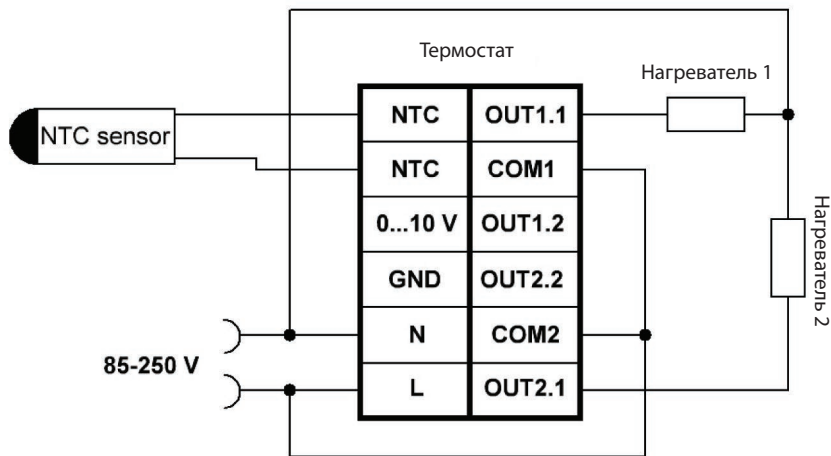 Термостат
Нагреватель 1
NTC sensor
NTC OUT1.1
NTC COM1
0...10 V OUT1.2
GND OUT2.2
N COM2
L OUT2.1
85-250 V
Нагреватель 2